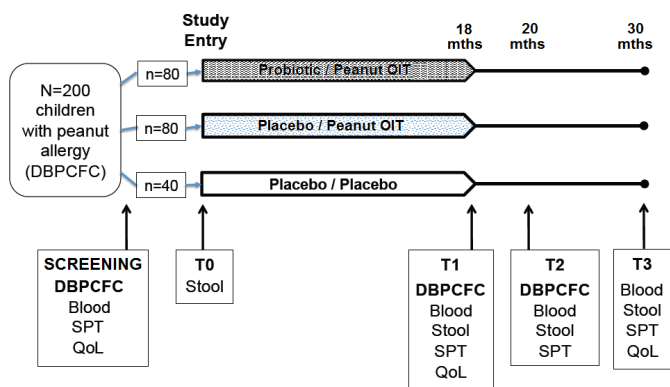 Study
Entry
18
mths
20
mths
30
mths
N=200
children
with peanut
allergy
(DBPCFC)
n=80
Probiotic / Peanut OIT
n=80
Placebo / Peanut OIT
n=40
Placebo / Placebo
SCREENING
DBPCFC
Blood
SPT
QoL
T0
Stool
T1
DBPCFC
Blood
Stool
SPT
QoL
T2
DBPCFC
Blood
Stool
SPT
T3
Blood
Stool
SPT
QoL